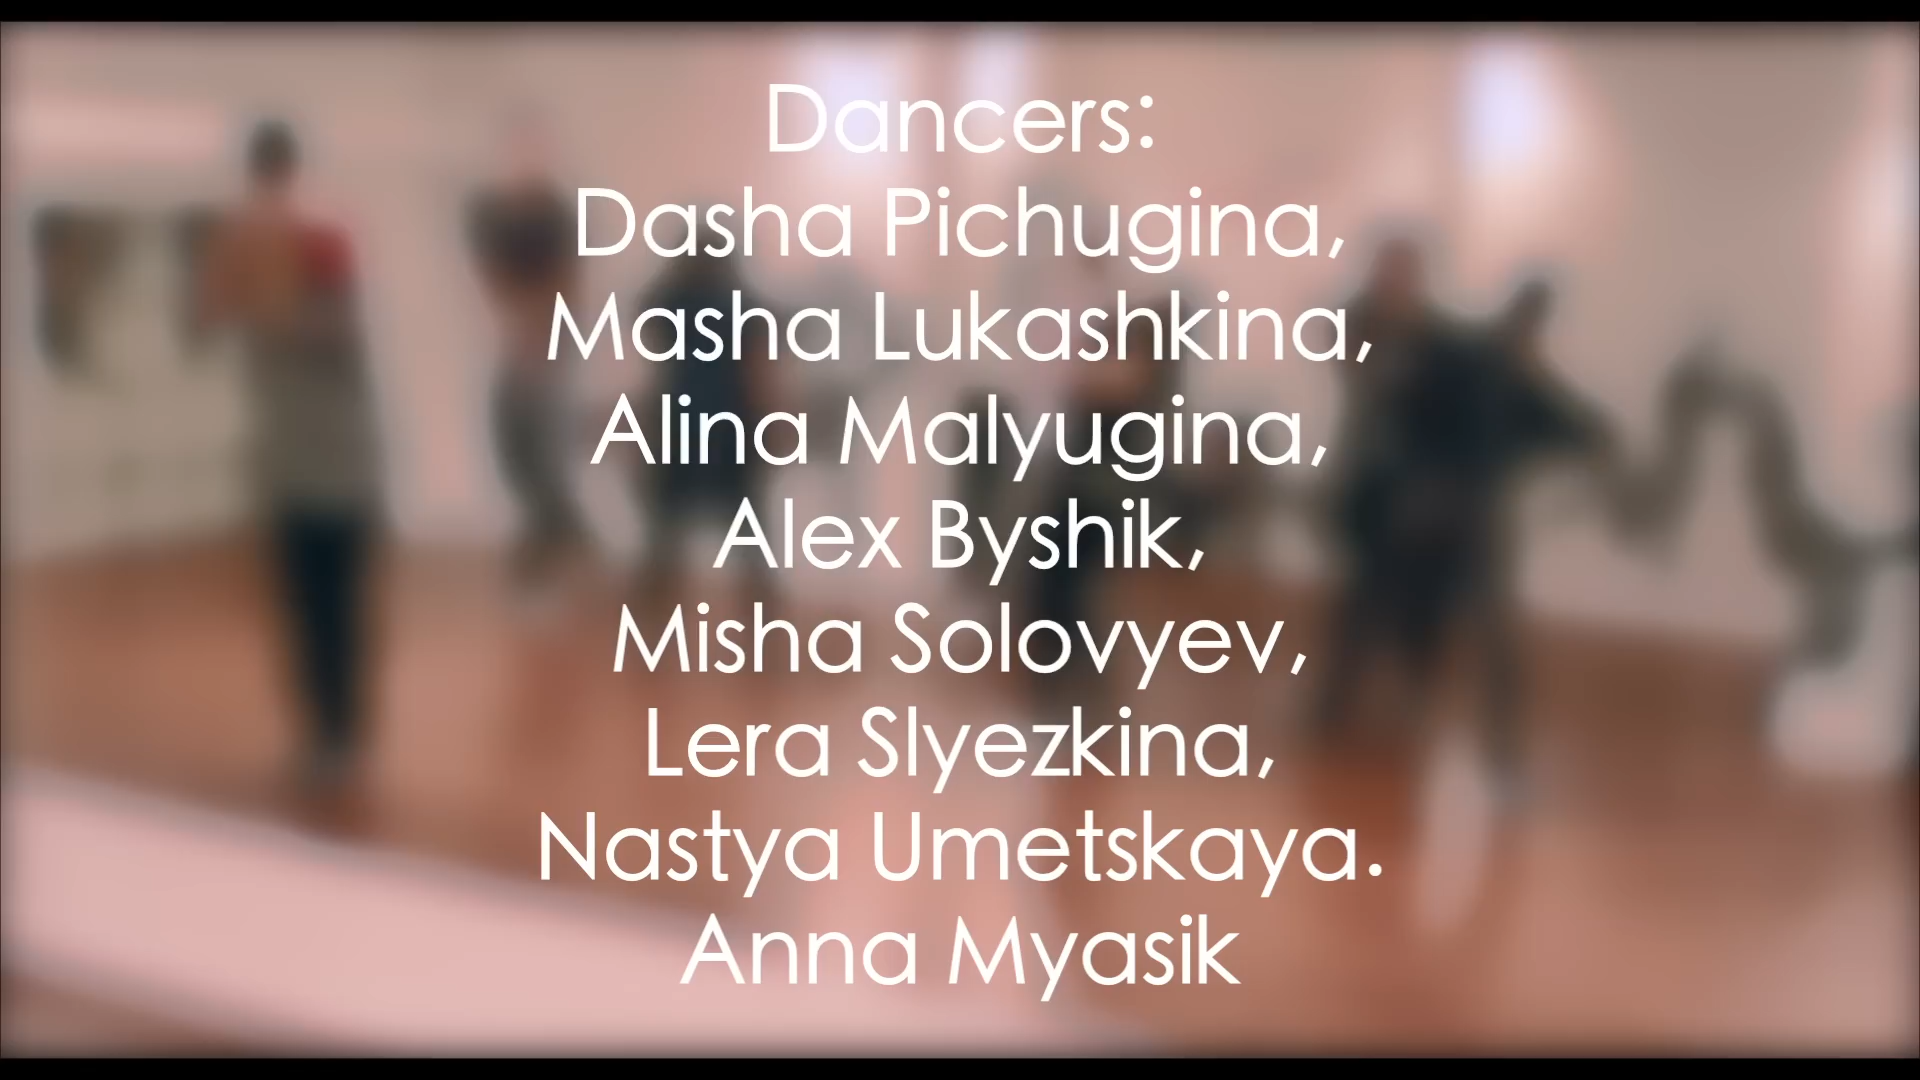 Dancers:
Dasha Pichugina,
Masha Lukashkina,
Alina Malyugina,
Alex Byshik,
Misha Solovyev,
Lera Slyezkina,
Nastya Umetskaya.
Anna Myasik